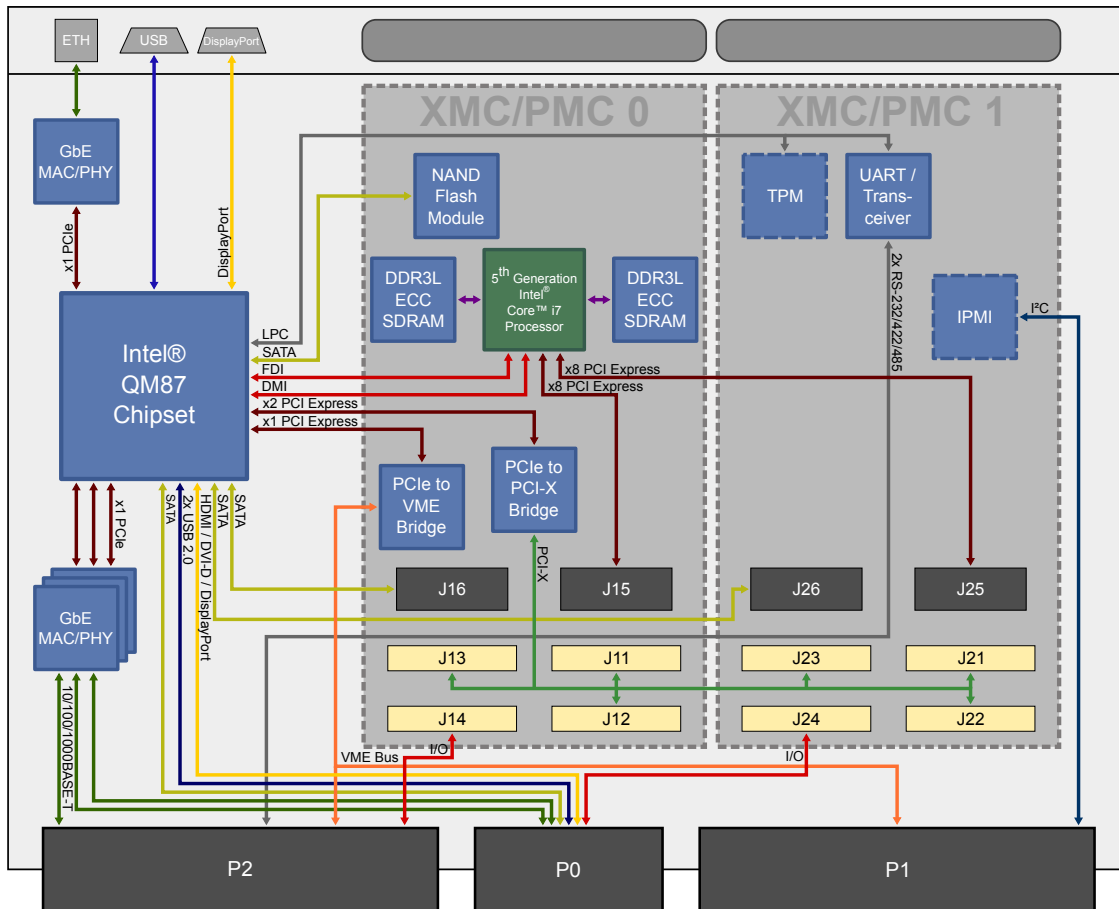 ETH
USB
DisplayPort
XMC/PMC 0
XMC/PMC 1
GbE
MAC/PHY
NAND
Flash
Module
TPM
UART /
Trans-
ceiver
x1 PCIe
DisplayPort
DDR3L
ECC
SDRAM
5th Generation
Intel®
Core™ i7
Processor
DDR3L
ECC
SDRAM
2x RS-232/422/485
IPMI
I²C
Intel®
QM87
Chipset
LPC
SATA
FDI
DMI
x2 PCI Express
x1 PCI Express
x8 PCI Express
x8 PCI Express
PCIe to
VME
Bridge
PCIe to
PCI-X
Bridge
x1 PCIe
SATA
2x USB 2.0
HDMI / DVI-D / DisplayPort
SATA
SATA
PCI-X
J16
J15
J26
J25
GbE
MAC/PHY
J13
J11
J23
J21
J14
J12
J24
J22
10/100/1000BASE-T
VME Bus
I/O
I/O
P2
P0
P1